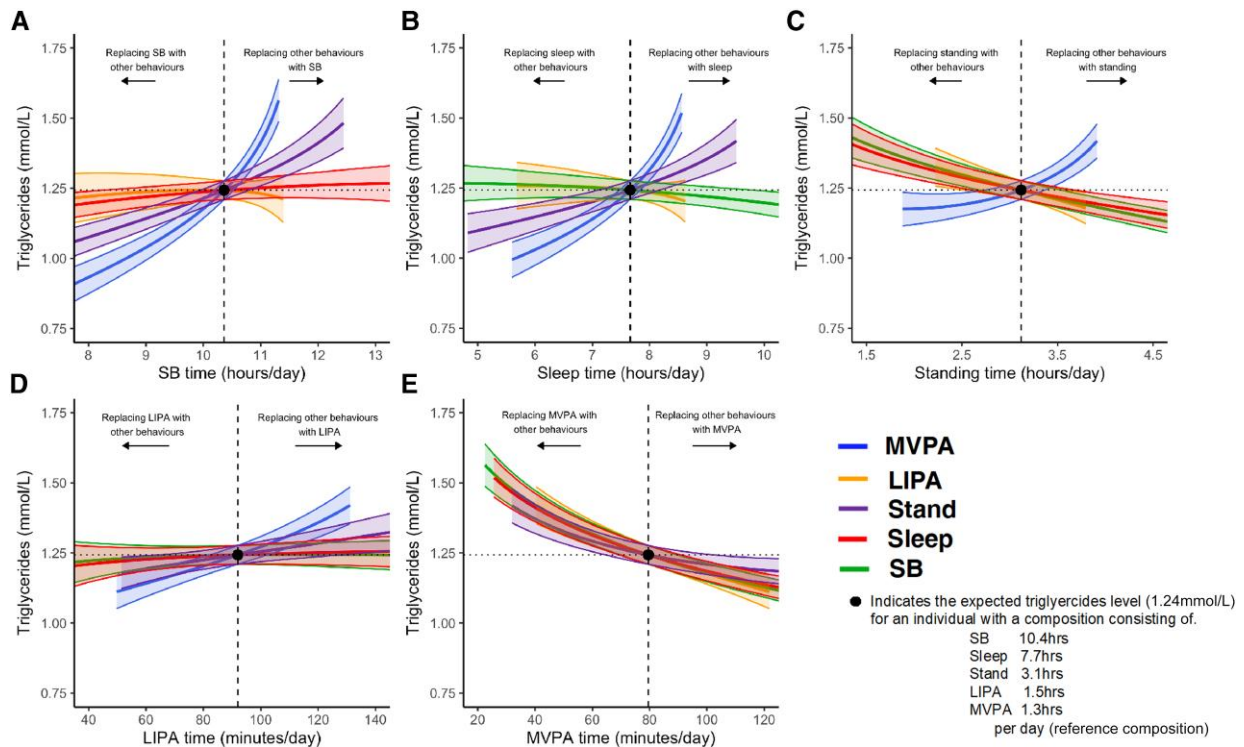 A
Replacing SB with
other behaviours
Replacing other behaviours
with SB
Triglycerides (mmol/L)
1.75
1.50
1.25
1.00
0.75
8 9 10 11 12 13
SB time (hours/day)
B
Replacing sleep with
other behaviours
Replacing other behaviours
with sleep
Triglycerides (mmol/L)
1.75
1.50
1.25
1.00
0.75
5 6 7 8 9 10
Sleep time (hours/day)
C
Replacing standing with
other behaviours
Replacing other behaviours
with standing
Triglycerides (mmol/L)
1.75
1.50
1.25
1.00
0.75
1.5 2.5 3.5 4.5
Standing time (hours/day)
D
Replacing LIPA with
other behaviours
Replacing other behaviours
with LIPA
Triglycerides (mmol/L)
1.75
1.50
1.25
1.00
0.75
40 60 80 100 120 140
LIPA time (minutes/day)
E
Replacing MVPA with
other behaviours
Replacing other behaviours
with MVPA
Triglycerides (mmol/L)
1.75
1.50
1.25
1.00
0.75
20 40 60 80 100 120
MVPA time (minutes/day)
MVPA
LIPA
Stand
Sleep
SB
Indicates the expected triglyercides level (1.24mmol/L)
for an individual with a composition consisting of.
SB 10.4hrs
Sleep 7.7hrs
Stand 3.1hrs
LIPA 1.5hrs
MVPA 1.3hrs
per day (reference composition)